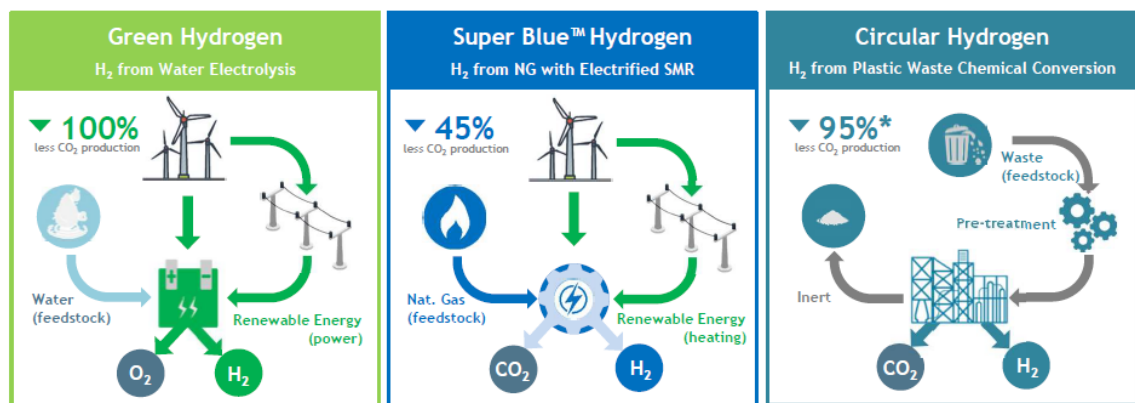 Green Hydrogen
H₂ from Water Electrolysis
▼ 100%
less CO₂ production
Water
(feedstock)
Renewable Energy
(power)
O₂
H₂
Super Blue™ Hydrogen
H₂ from NG with Electrified SMR
▼ 45%
less CO₂ production
Nat. Gas
(feedstock)
Renewable Energy
(heating)
CO₂
H₂
Circular Hydrogen
H₂ from Plastic Waste Chemical Conversion
▼ 95%*
less CO₂ production
Waste
(feedstock)
Pre-treatment
Inert
CO₂
H₂